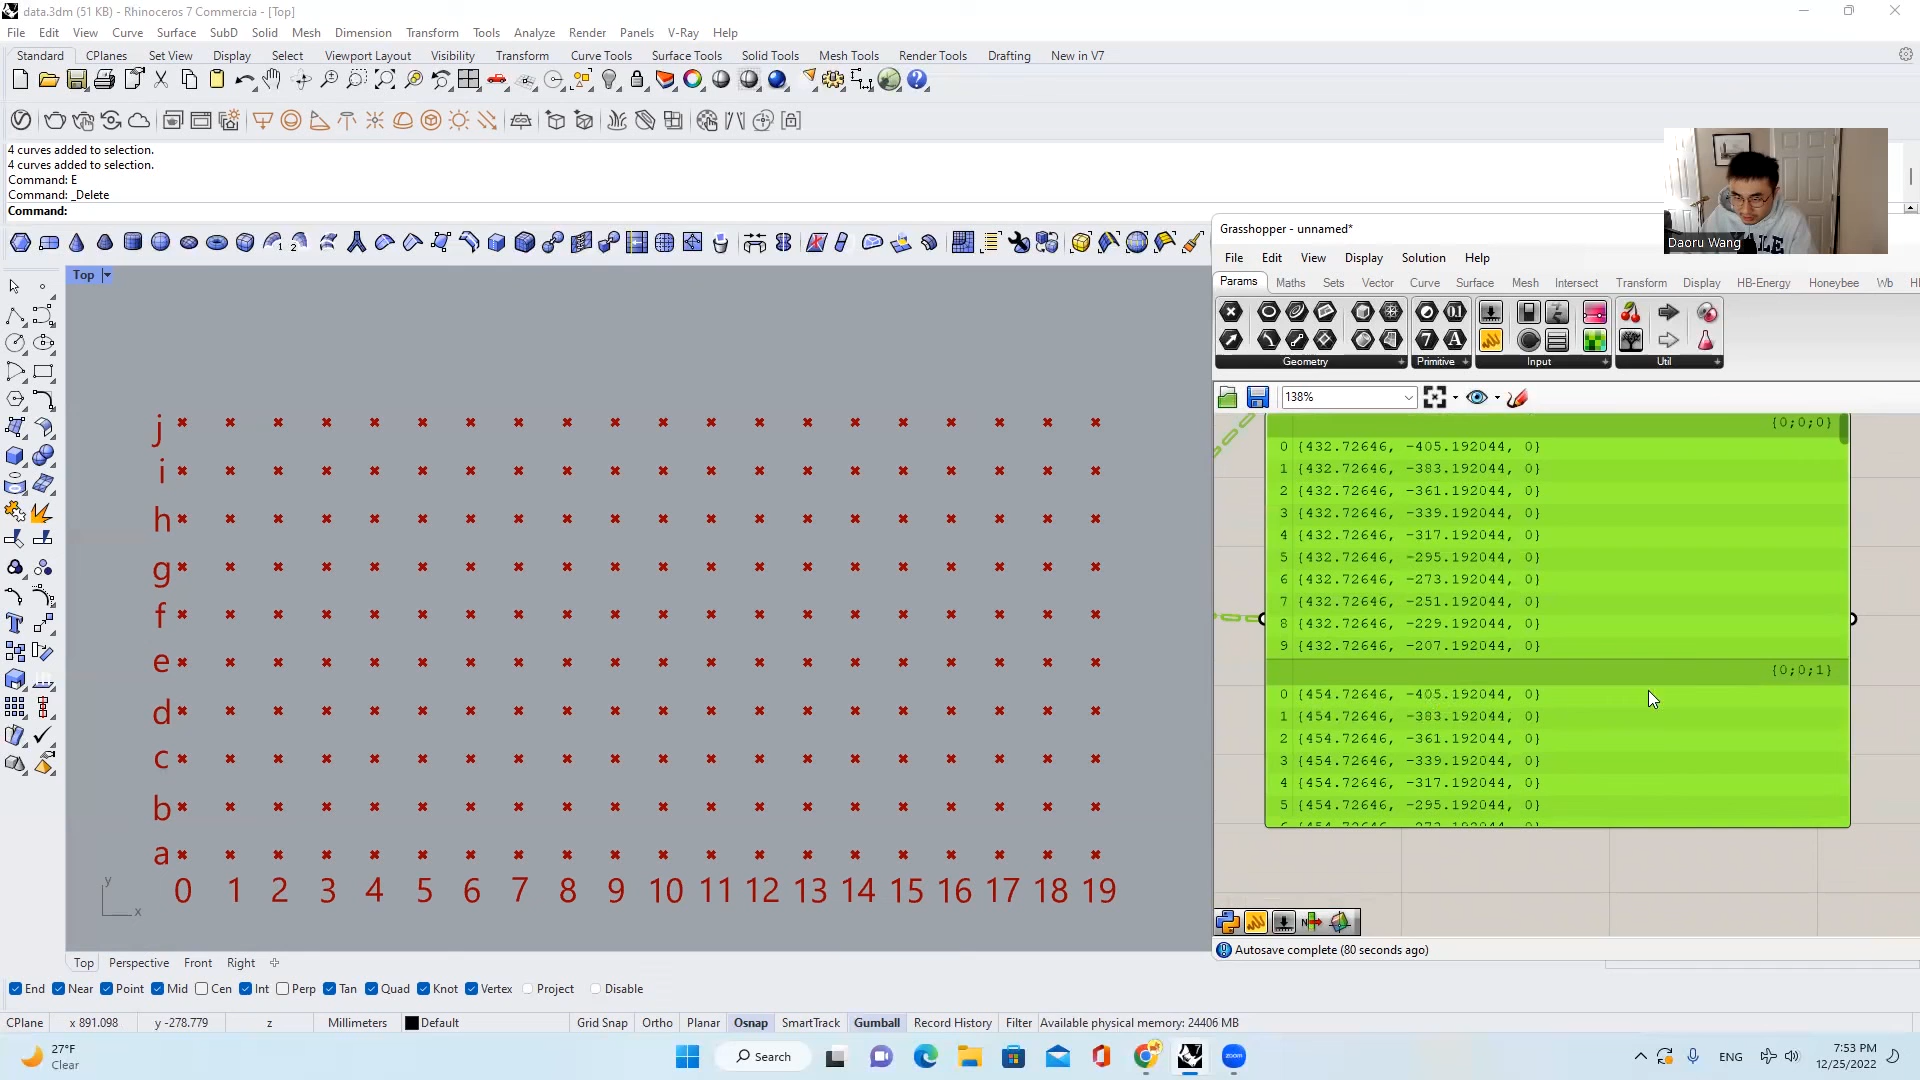 data.3dm (51 KB) - Rhinoceros 7 Commercia - [Top]
File Edit View Curve Surface SubD Solid Mesh Dimension Transform Tools Analyze Render Panels V-Ray Help
Standard CPlanes Set View Display Select Viewport Layout Visibility Transform Curve Tools Surface Tools Solid Tools Mesh Tools Render Tools Drafting New in V7
4 curves added to selection.
4 curves added to selection.
Command: E
Command: _Delete
Command:
Daoru Wang
YALE
Grasshopper - unnamed*
File Edit View Display Solution Help
Params Maths Sets Vector Curve Surface Mesh Intersect Transform Display HB-Energy Honeybee Wb
Geometry Primitive Input Util
138%
Top
{0;0;0}
0 {432.72646, -405.192044, 0}
1 {432.72646, -383.192044, 0}
2 {432.72646, -361.192044, 0}
3 {432.72646, -339.192044, 0}
4 {432.72646, -317.192044, 0}
5 {432.72646, -295.192044, 0}
6 {432.72646, -273.192044, 0}
7 {432.72646, -251.192044, 0}
8 {432.72646, -229.192044, 0}
9 {432.72646, -207.192044, 0}
{0;0;1}
0 {454.72646, -405.192044, 0}
1 {454.72646, -383.192044, 0}
2 {454.72646, -361.192044, 0}
3 {454.72646, -339.192044, 0}
4 {454.72646, -317.192044, 0}
5 {454.72646, -295.192044, 0}
j
i
h
g
f
e
d
c
b
a
0 1 2 3 4 5 6 7 8 9 10 11 12 13 14 15 16 17 18 19
y
x
Autosave complete (80 seconds ago)
Top Perspective Front Right
End Near Point Mid Cen Int Perp Tan Quad Knot Vertex Project Disable
CPlane x 891.098 y -278.779 z Millimeters Default Grid Snap Ortho Planar Osnap SmartTrack Gumball Record History Filter Available physical memory: 24406 MB
27°F
Clear
Search
zoom
ENG
7:53 PM
12/25/2022